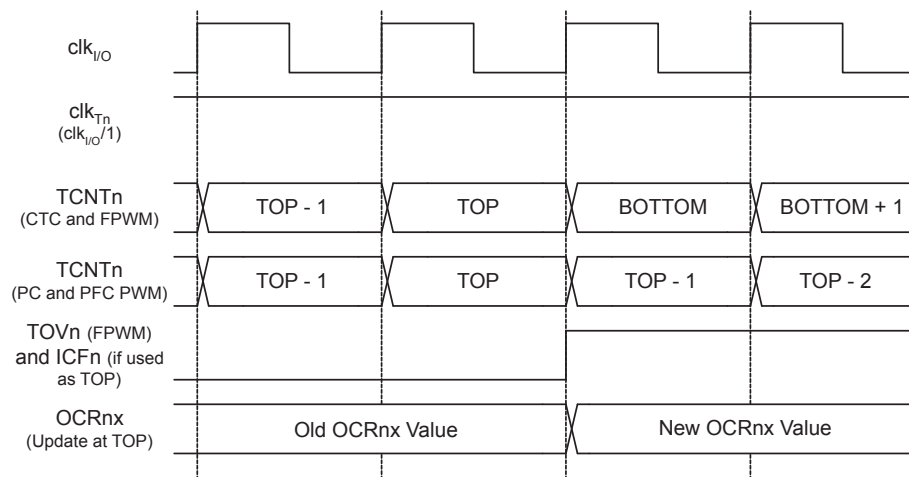 clkI/O
clkTn
(clkI/O/1)
TCNTn
(CTC and FPWM)
TOP - 1
TOP
BOTTOM
BOTTOM + 1
TCNTn
(PC and PFC PWM)
TOP - 1
TOP
TOP - 1
TOP - 2
TOVn (FPWM)
and ICFn (if used
as TOP)
OCRnx
(Update at TOP)
Old OCRnx Value
New OCRnx Value